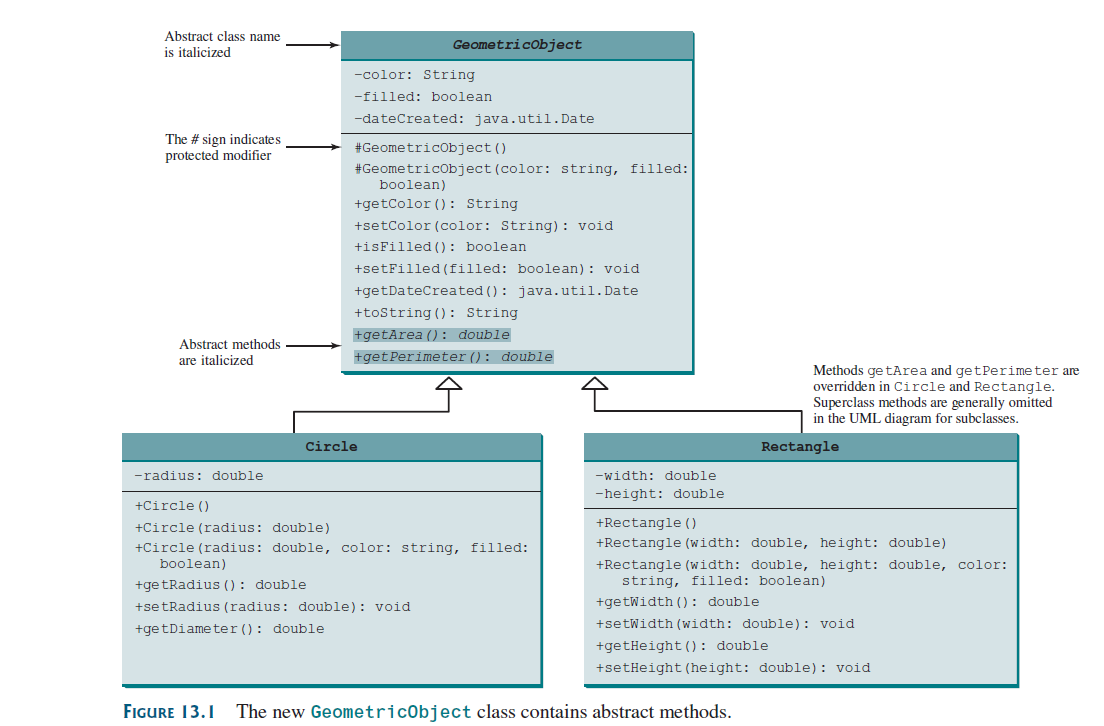 Abstract class name
is italicized
GeometricObject
-color: String
-filled: boolean
-dateCreated: java.util.Date
The # sign indicates
protected modifier
#GeometricObject()
#GeometricObject(color: string, filled:
boolean)
+getColor(): String
+setColor(color: String): void
+isFilled(): boolean
+setFilled(filled: boolean): void
+getDateCreated(): java.util.Date
+toString(): String
Abstract methods
are italicized
+getArea(): double
+getPerimeter(): double
Methods getArea and getPerimeter are
overridden in Circle and Rectangle.
Superclass methods are generally omitted
in the UML diagram for subclasses.
Circle
-radius: double
+Circle()
+Circle(radius: double)
+Circle(radius: double, color: string, filled:
boolean)
+getRadius(): double
+setRadius(radius: double): void
+getDiameter(): double
Rectangle
-width: double
-height: double
+Rectangle()
+Rectangle(width: double, height: double)
+Rectangle(width: double, height: double, color:
string, filled: boolean)
+getWidth(): double
+setWidth(width: double): void
+getHeight(): double
+setHeight(height: double): void
FIGURE 13.1 The new GeometricObject class contains abstract methods.